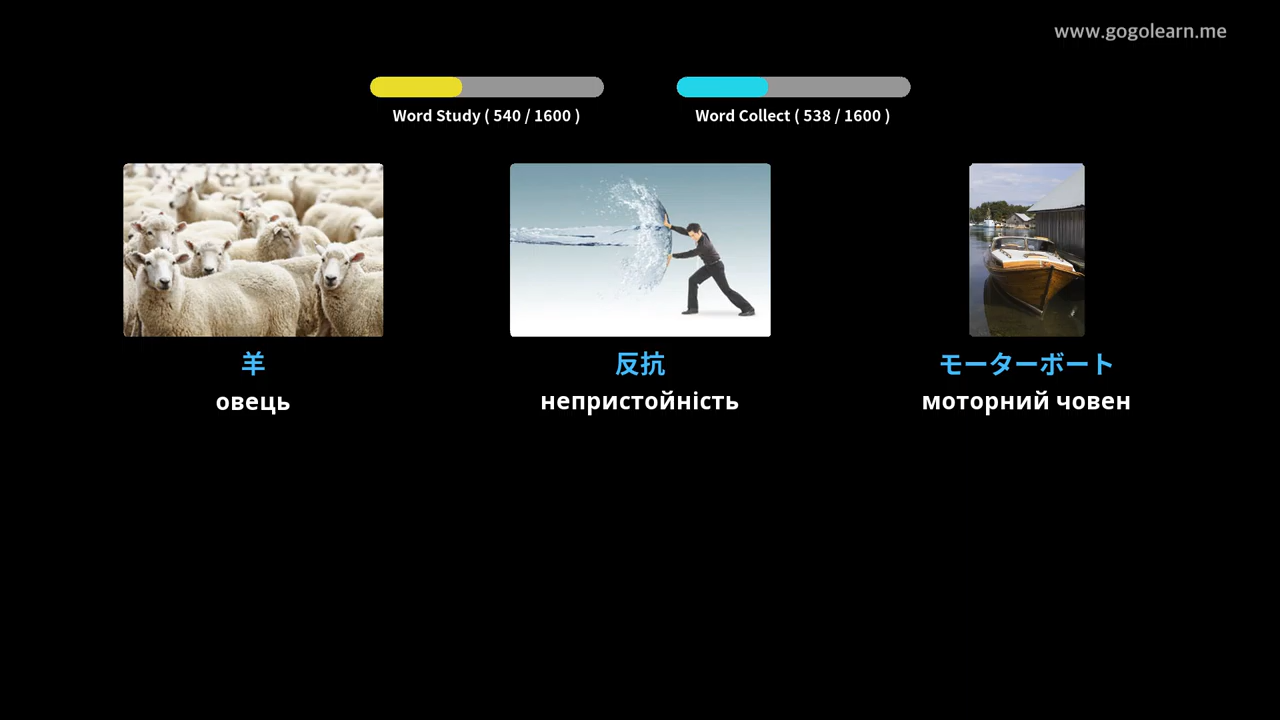 www.gogolearn.me
Word Study ( 540 / 1600 )
Word Collect ( 538 / 1600 )
羊
反抗
モーターボート
овець
непристойність
моторний човен